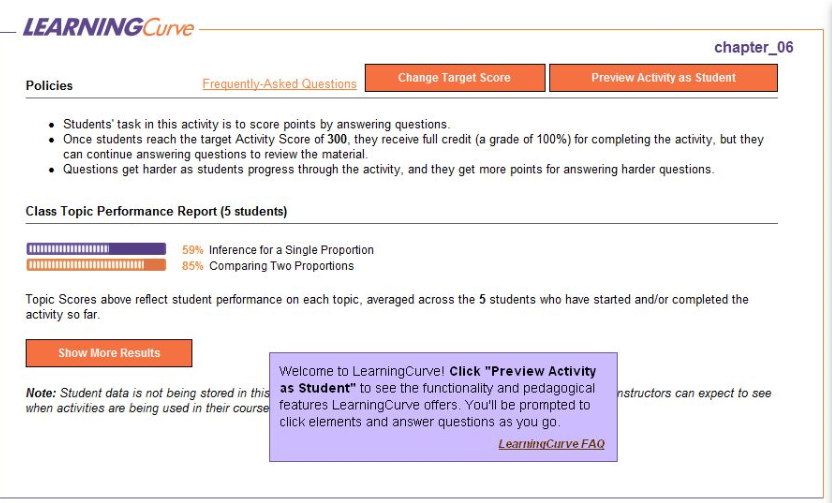 LEARNINGCurve
chapter_06
Policies
Frequently-Asked Questions
Change Target Score
Preview Activity as Student
Students' task in this activity is to score points by answering questions.
Once students reach the target Activity Score of 300, they receive full credit (a grade of 100%) for completing the activity, but they
can continue answering questions to review the material.
Questions get harder as students progress through the activity, and they get more points for answering harder questions.
Class Topic Performance Report (5 students)
59% Inference for a Single Proportion
85% Comparing Two Proportions
Topic Scores above reflect student performance on each topic, averaged across the 5 students who have started and/or completed the
activity so far.
Show More Results
Note: Student data is not being stored in this
nstructors can expect to see
when activities are being used in their course
Welcome to LearningCurve! Click "Preview Activity
as Student" to see the functionality and pedagogical
features LearningCurve offers. You'll be prompted to
click elements and answer questions as you go.
LearningCurve FAQ